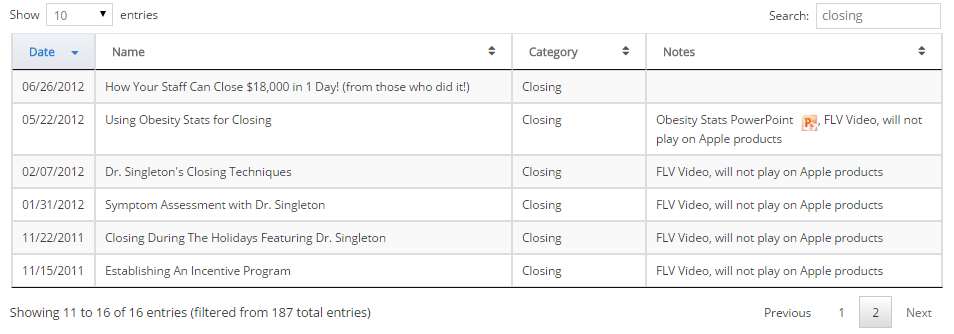 Show 10 entries Search: closing
Date Name Category Notes
06/26/2012 How Your Staff Can Close $18,000 in 1 Day! (from those who did it!) Closing
05/22/2012 Using Obesity Stats for Closing Closing Obesity Stats PowerPoint , FLV Video, will not
play on Apple products
02/07/2012 Dr. Singleton's Closing Techniques Closing FLV Video, will not play on Apple products
01/31/2012 Symptom Assessment with Dr. Singleton Closing FLV Video, will not play on Apple products
11/22/2011 Closing During The Holidays Featuring Dr. Singleton Closing FLV Video, will not play on Apple products
11/15/2011 Establishing An Incentive Program Closing FLV Video, will not play on Apple products
Showing 11 to 16 of 16 entries (filtered from 187 total entries) Previous 1 2 Next